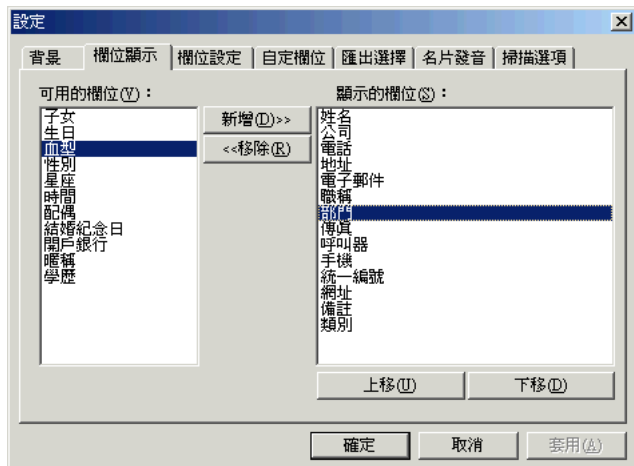 設定
背景 欄位顯示 欄位設定 自定欄位 匯出選擇 名片發音 掃描選項
可用的欄位(V)：
子女
生日
血型
性別
星座
時間
配偶
結婚紀念日
開戶銀行
暱稱
學歷
新增(D)>>
<<移除(R)
顯示的欄位(S)：
姓名
公司
電話
地址
電子郵件
職稱
部門
傳真
呼叫器
手機
統一編號
網址
備註
類別
上移(U) 下移(D)
確定 取消 套用(A)